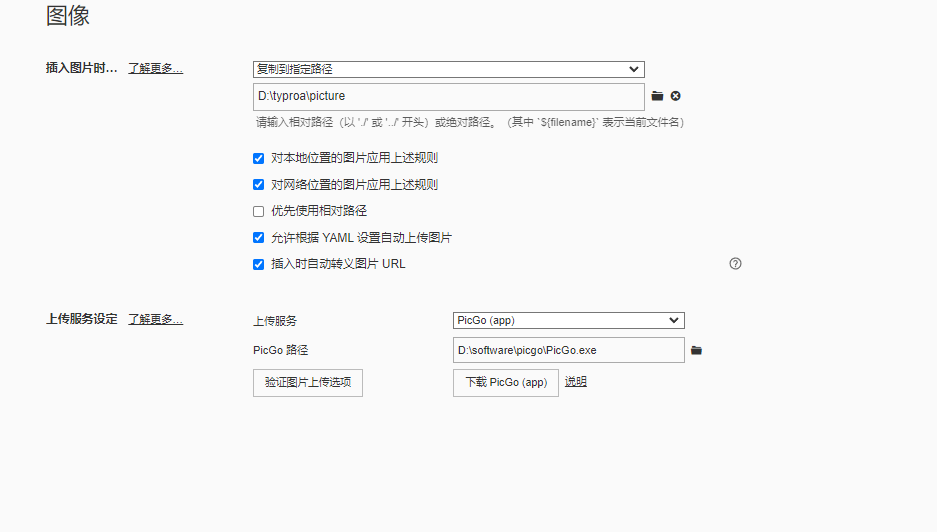 图像
插入图片时... 了解更多... 复制到指定路径
D:\typroa\picture
请输入相对路径（以 './' 或 '../' 开头）或绝对路径。（其中 `${filename}` 表示当前文件名）
对本地位置的图片应用上述规则
对网络位置的图片应用上述规则
优先使用相对路径
允许根据 YAML 设置自动上传图片
插入时自动转义图片 URL
上传服务设定 了解更多... 上传服务 PicGo (app)
PicGo 路径 D:\software\picgo\PicGo.exe
验证图片上传选项 下载 PicGo (app) 说明